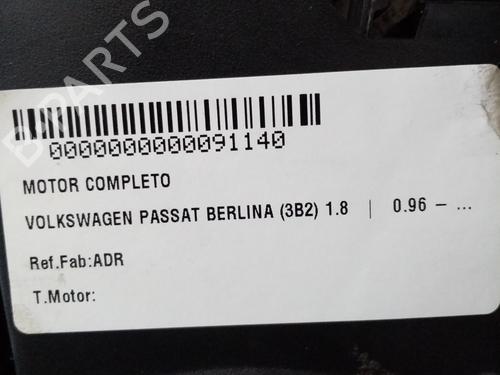 0000000000091140
MOTOR COMPLETO
VOLKSWAGEN PASSAT BERLINA (3B2) 1.8 | 0.96 – ...
Ref.Fab:ADR
T.Motor:
B-PARTS